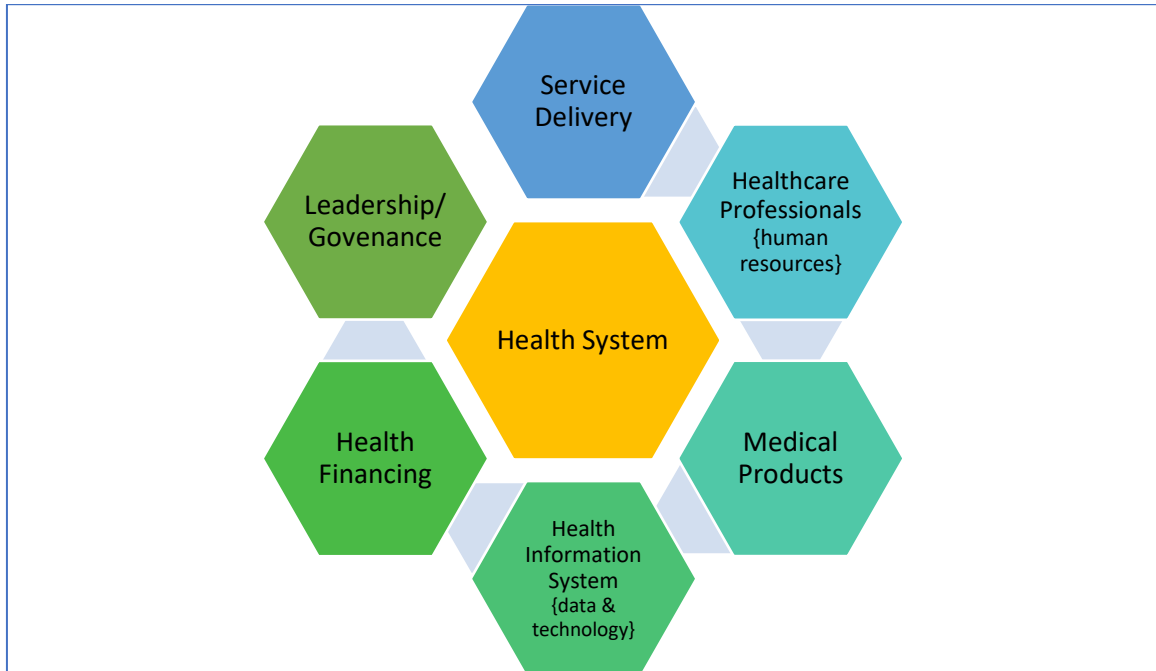 Service
Delivery
Healthcare
Professionals
{human
resources}
Leadership/
Govenance
Health System
Medical
Products
Health
Financing
Health
Information
System
{data &
technology}